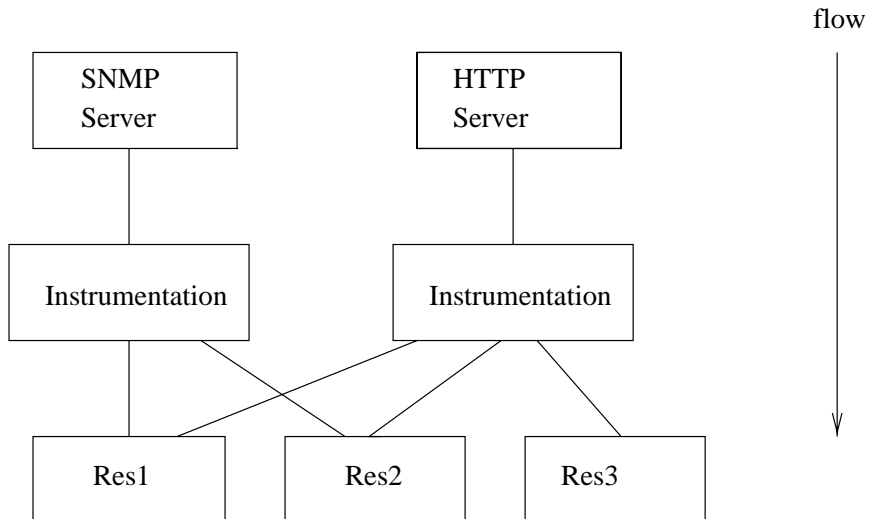 flow
SNMP
Server
HTTP
Server
Instrumentation
Instrumentation
Res1
Res2
Res3